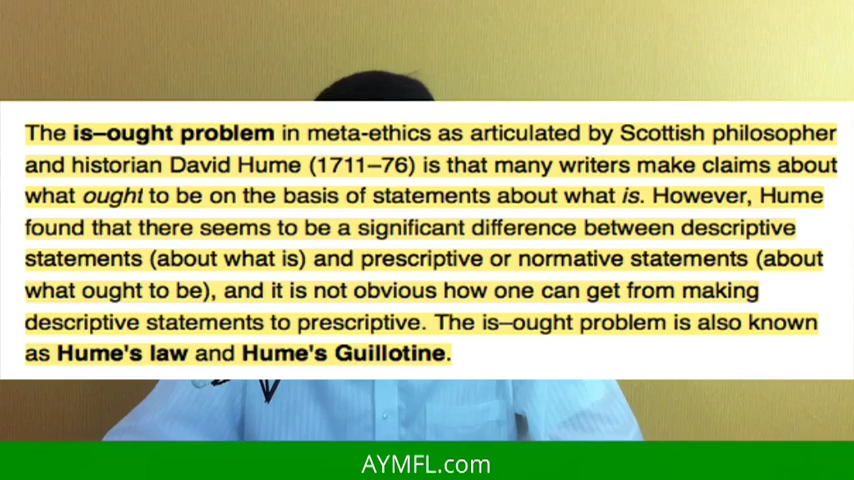 The is–ought problem in meta-ethics as articulated by Scottish philosopher
and historian David Hume (1711–76) is that many writers make claims about
what ought to be on the basis of statements about what is. However, Hume
found that there seems to be a significant difference between descriptive
statements (about what is) and prescriptive or normative statements (about
what ought to be), and it is not obvious how one can get from making
descriptive statements to prescriptive. The is–ought problem is also known
as Hume's law and Hume's Guillotine.
AYMFL.com